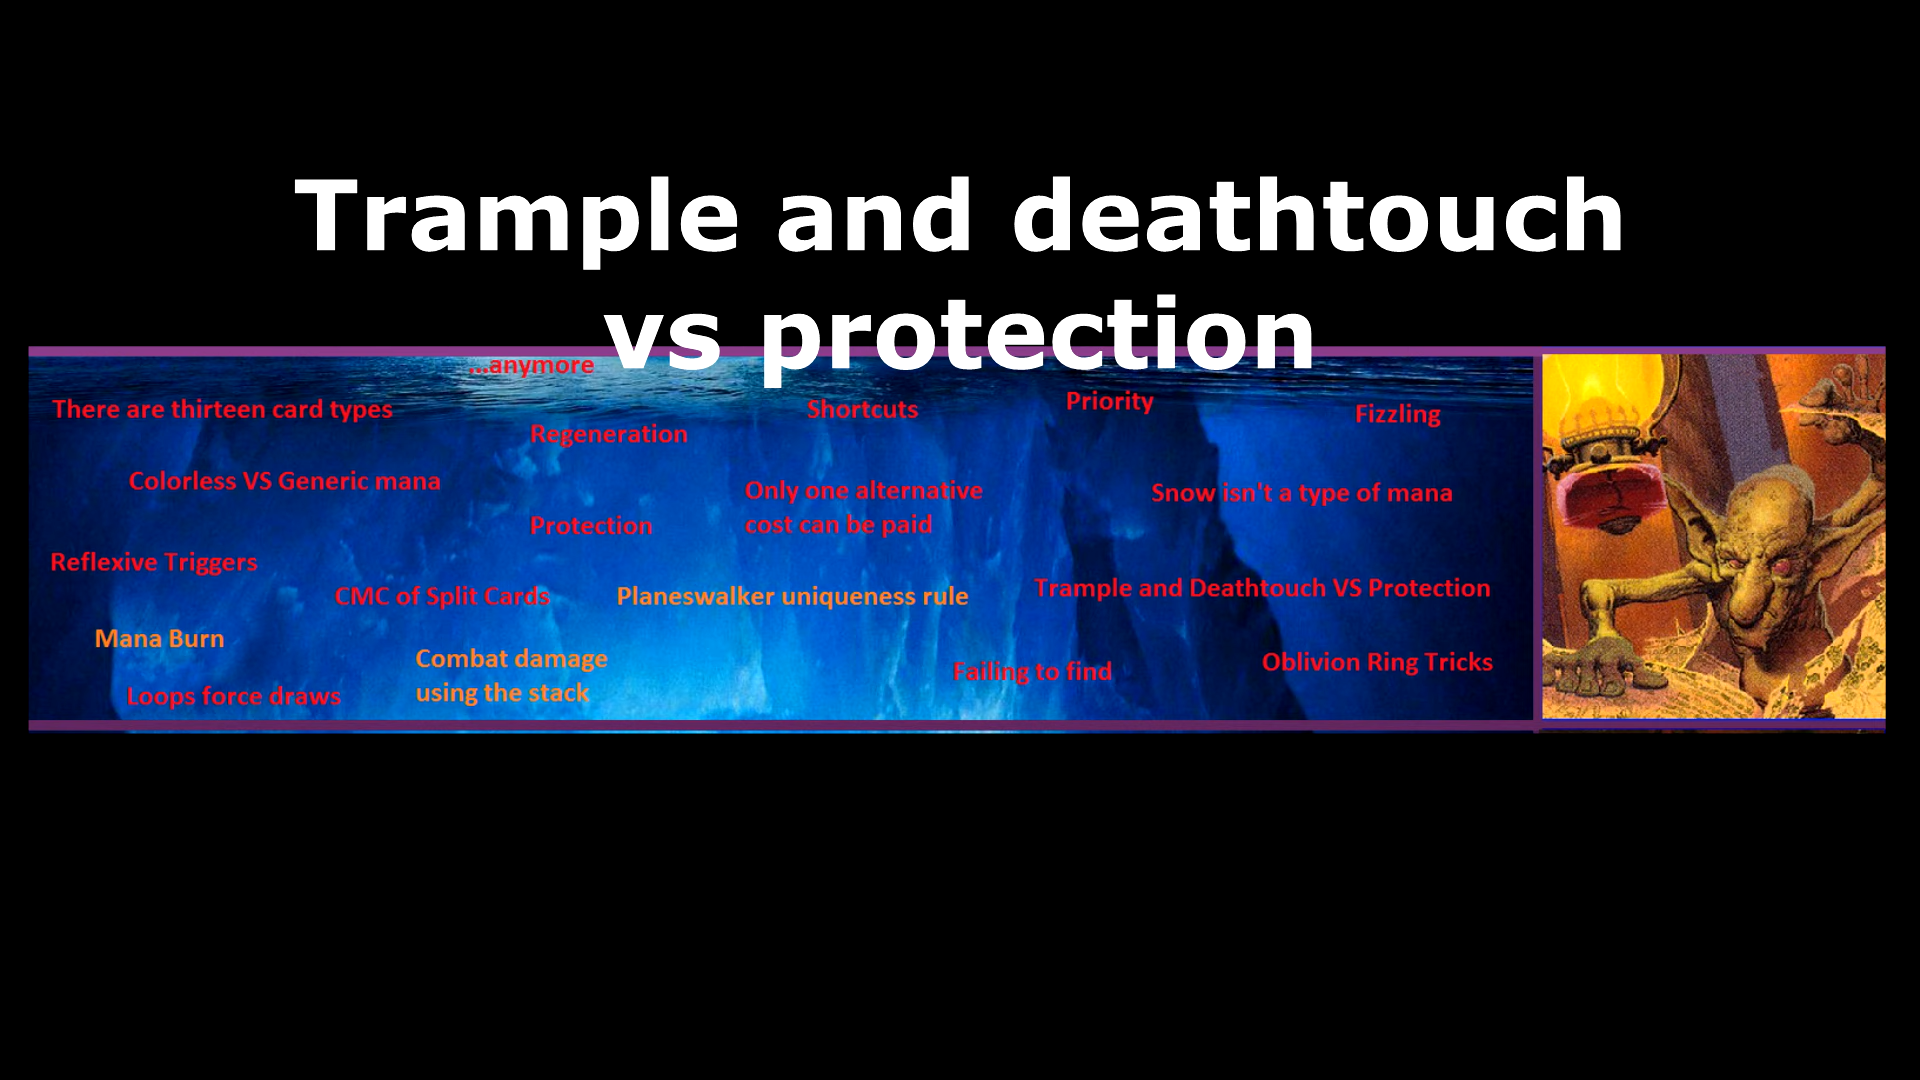 Trample and deathtouch
vs protection
...anymore
There are thirteen card types
Shortcuts
Priority
Fizzling
Regeneration
Colorless VS Generic mana
Only one alternative
cost can be paid
Snow isn't a type of mana
Protection
Reflexive Triggers
CMC of Split Cards
Planeswalker uniqueness rule
Trample and Deathtouch VS Protection
Mana Burn
Combat damage
using the stack
Failing to find
Oblivion Ring Tricks
Loops force draws